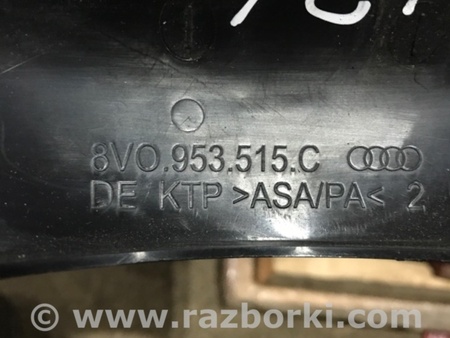 8V0.953.515.C
DE KTP >ASA/PA< 2
© www.razborki.com